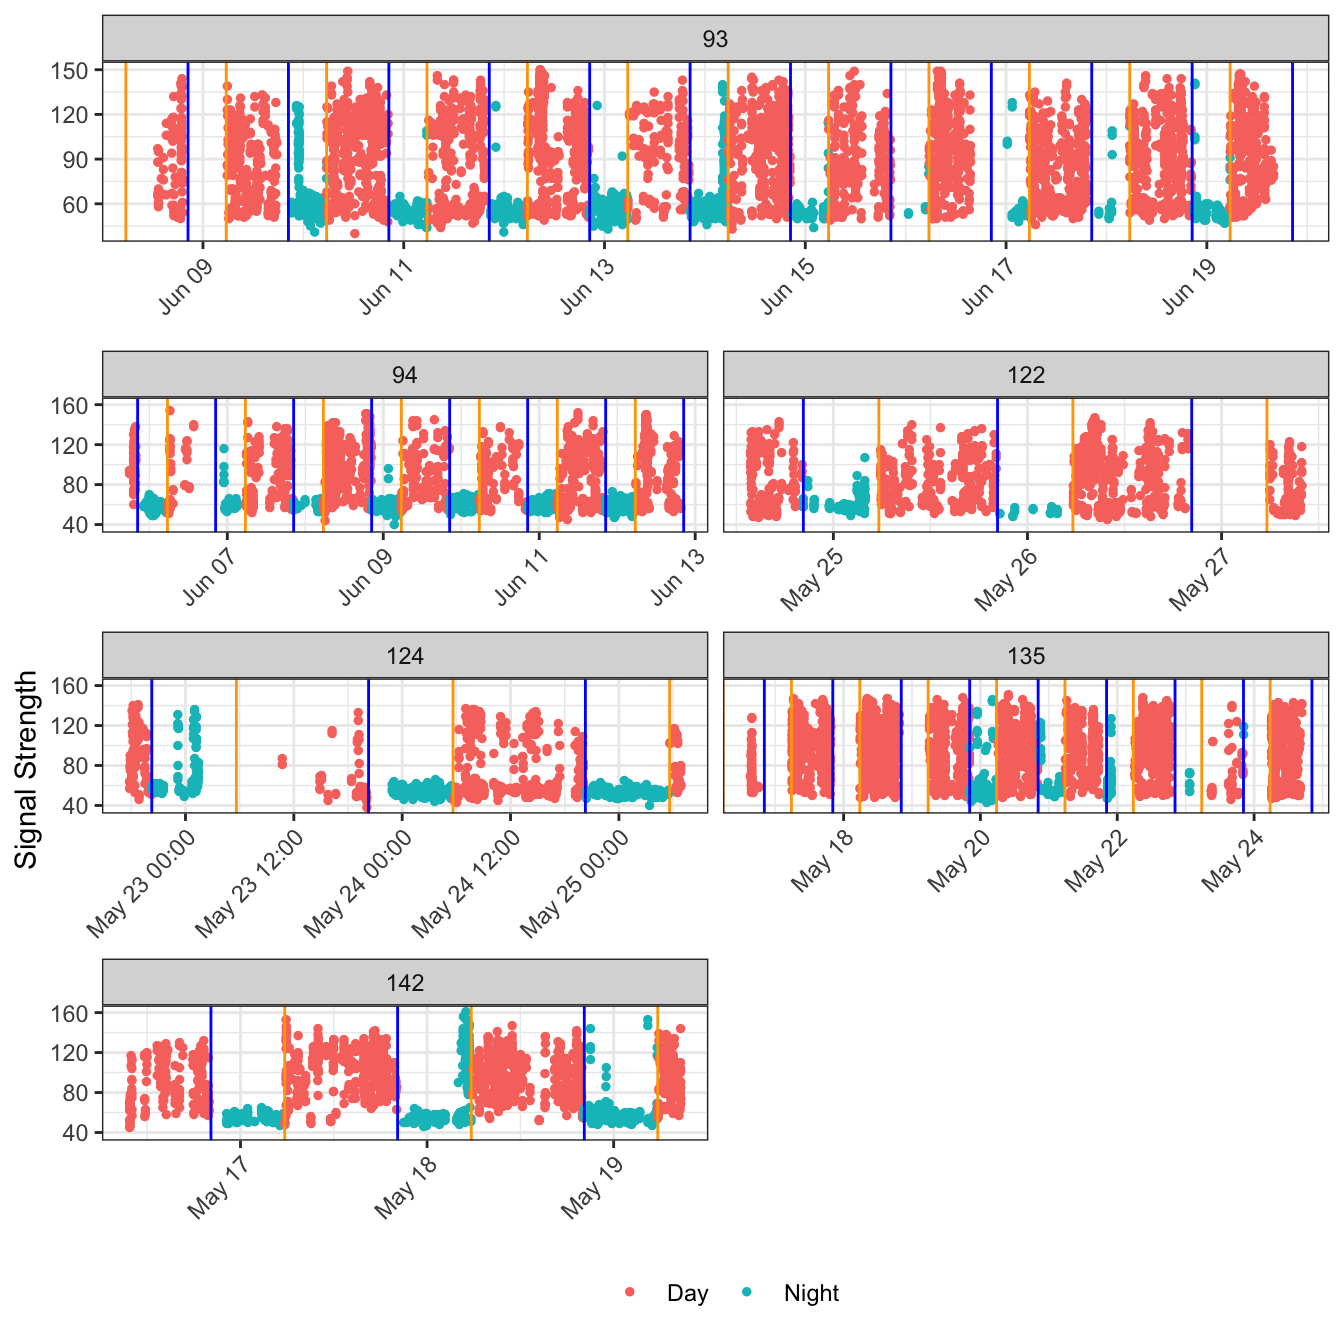 93
150
120
90
60
Jun 09
Jun 11
Jun 13
Jun 15
Jun 17
Jun 19
94
122
160
120
80
40
Jun 07
Jun 09
Jun 11
Jun 13
May 25
May 26
May 27
Signal Strength
124
135
160
120
80
40
May 23 00:00
May 23 12:00
May 24 00:00
May 24 12:00
May 25 00:00
May 18
May 20
May 22
May 24
142
160
120
80
40
May 17
May 18
May 19
Day
Night